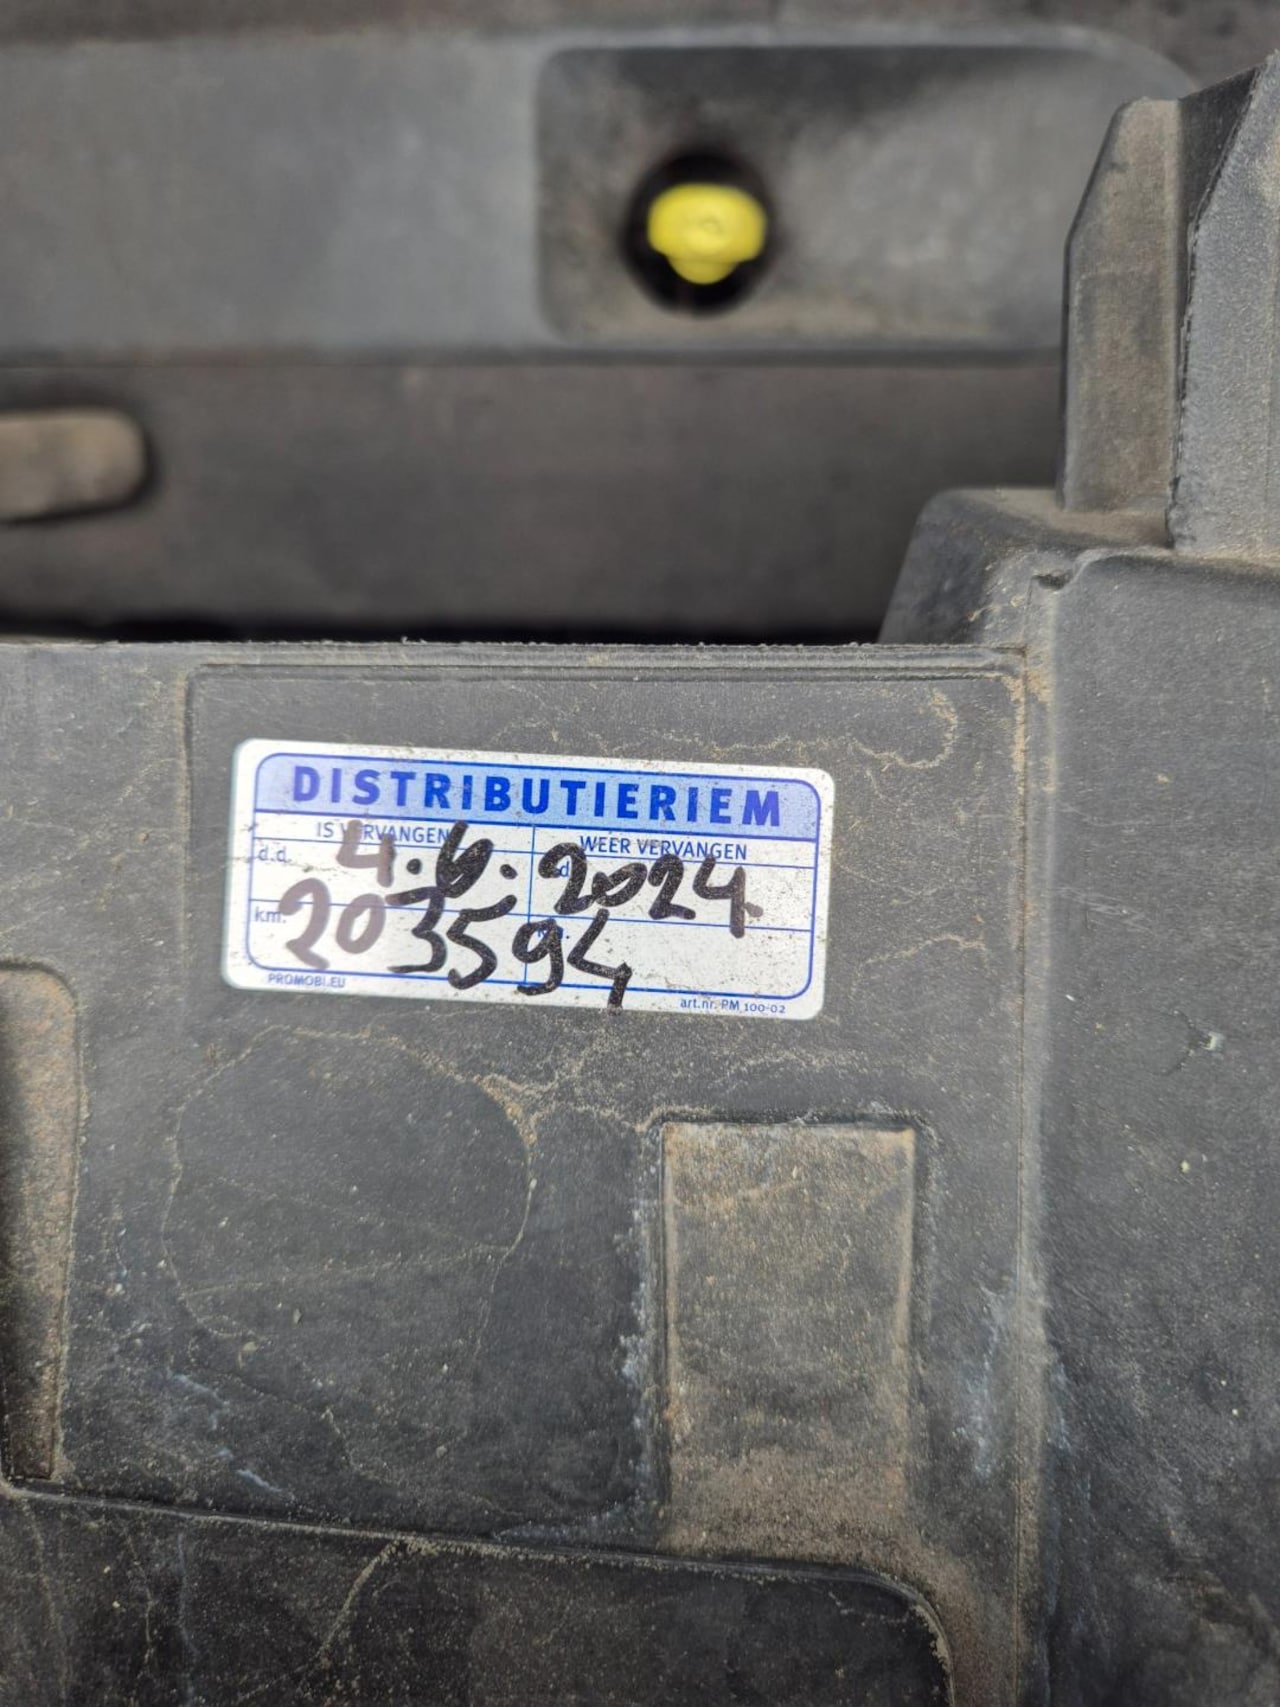 DISTRIBUTIERIEM
IS VERVANGEN WEER VERVANGEN
d.d. 4.6.2024
km. 203594
PROMOBI.EU art.nr. PM 100-02